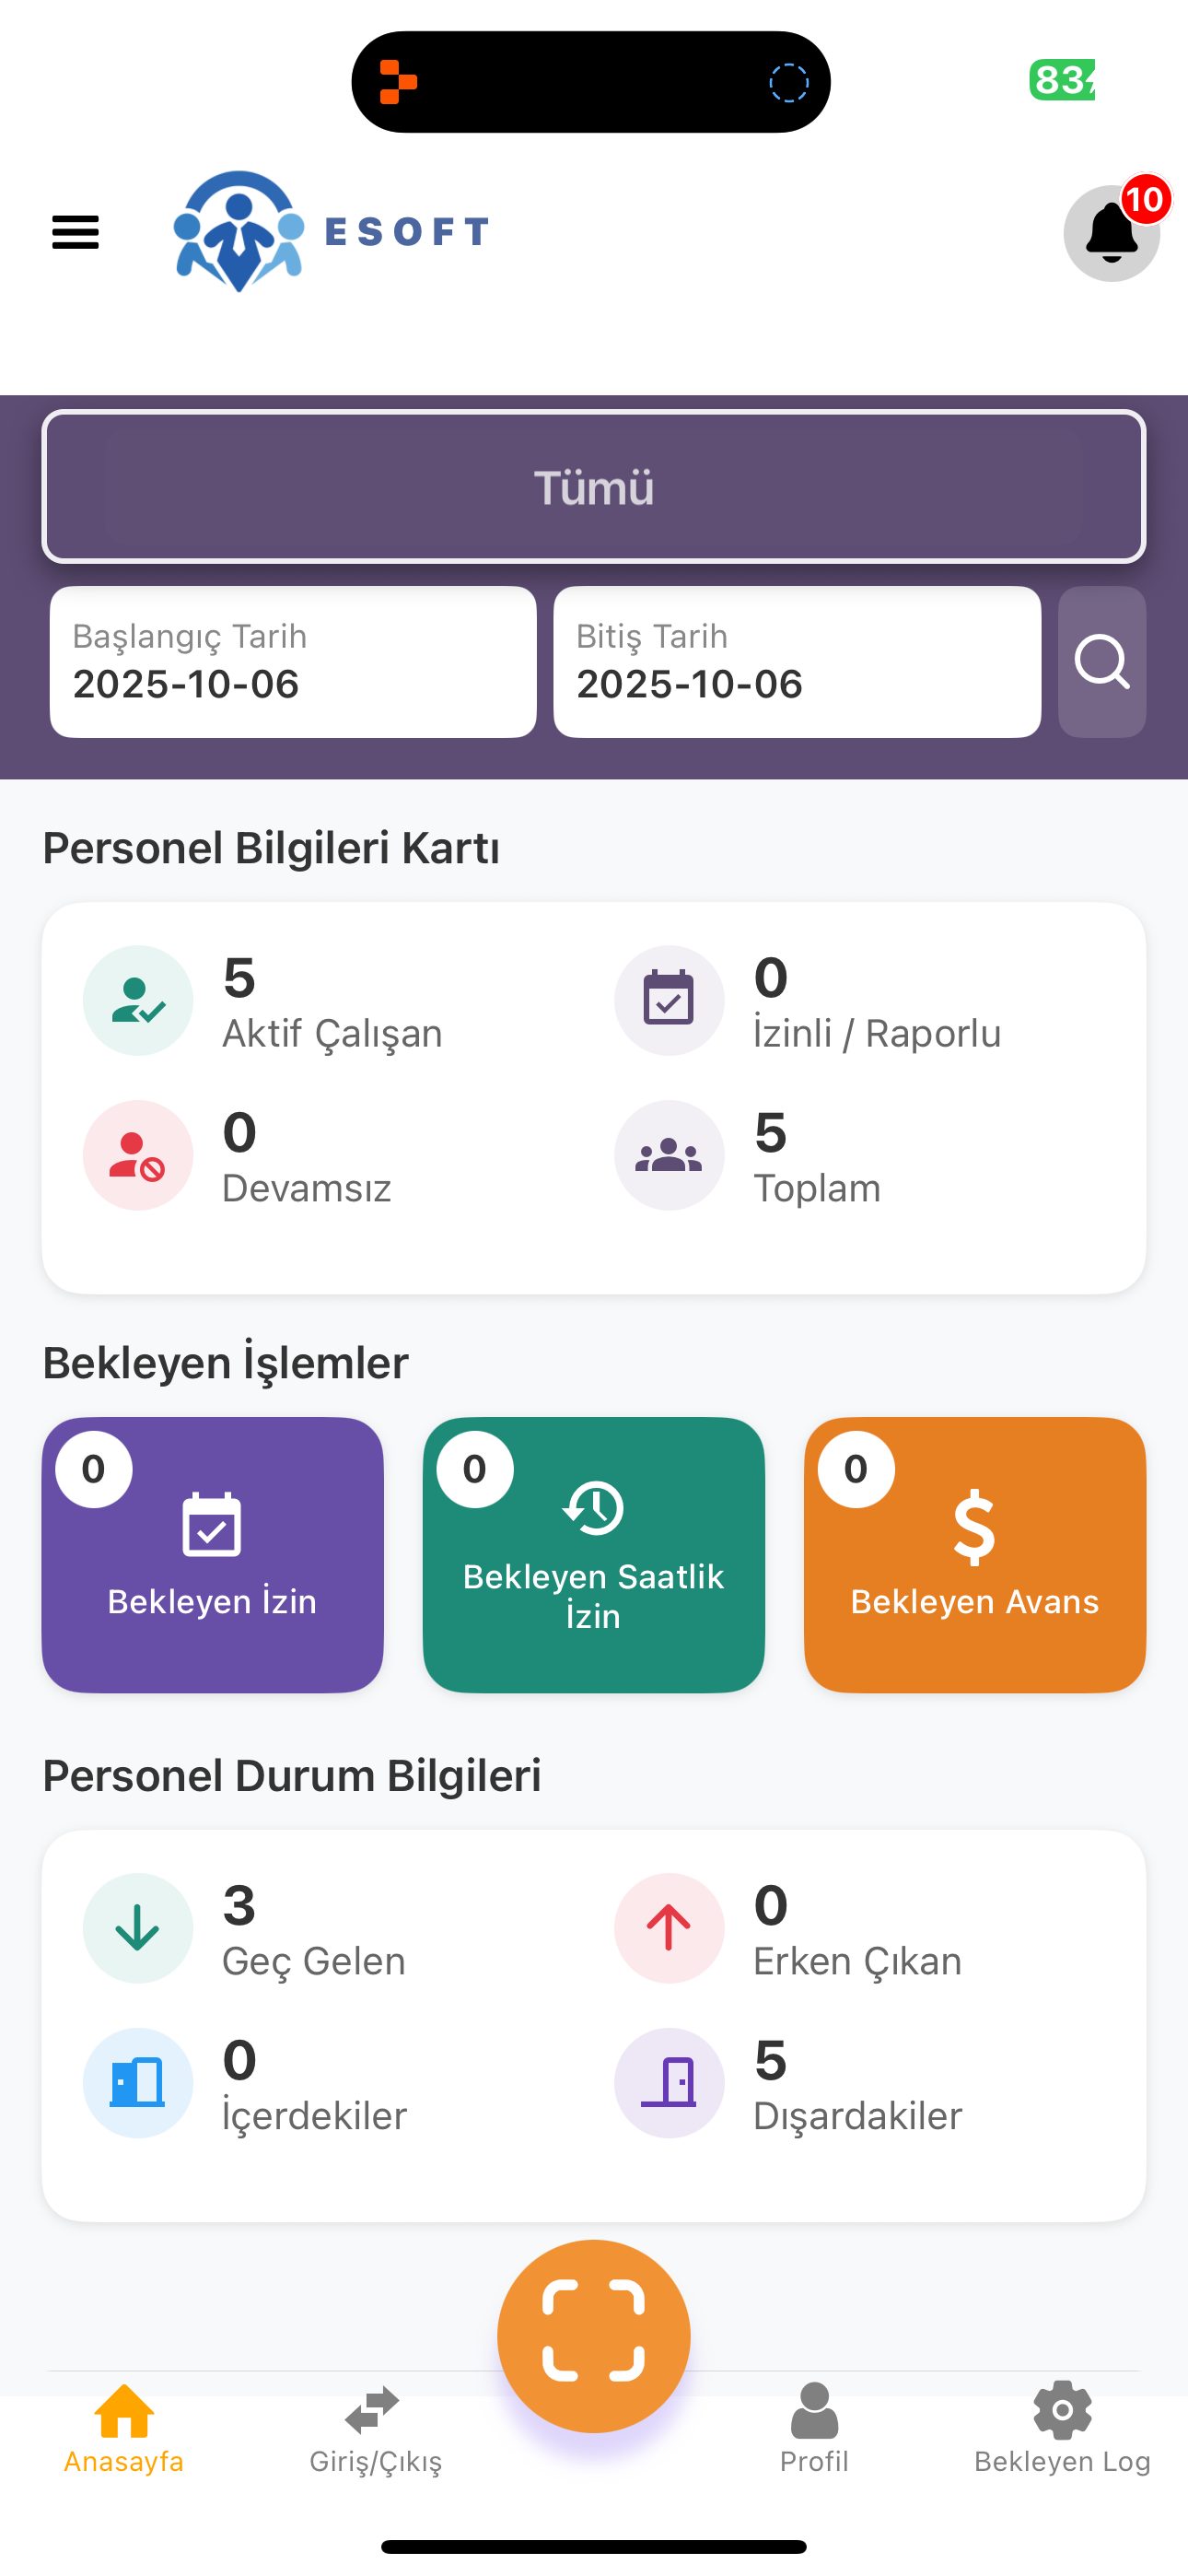 83
ESOFT
10
Tümü
Başlangıç Tarih
2025-10-06
Bitiş Tarih
2025-10-06
Personel Bilgileri Kartı
5
Aktif Çalışan
0
İzinli / Raporlu
0
Devamsız
5
Toplam
Bekleyen İşlemler
0
Bekleyen İzin
0
Bekleyen Saatlik
İzin
0
Bekleyen Avans
Personel Durum Bilgileri
3
Geç Gelen
0
Erken Çıkan
0
İçerdekiler
5
Dışardakiler
Anasayfa
Giriş/Çıkış
Profil
Bekleyen Log